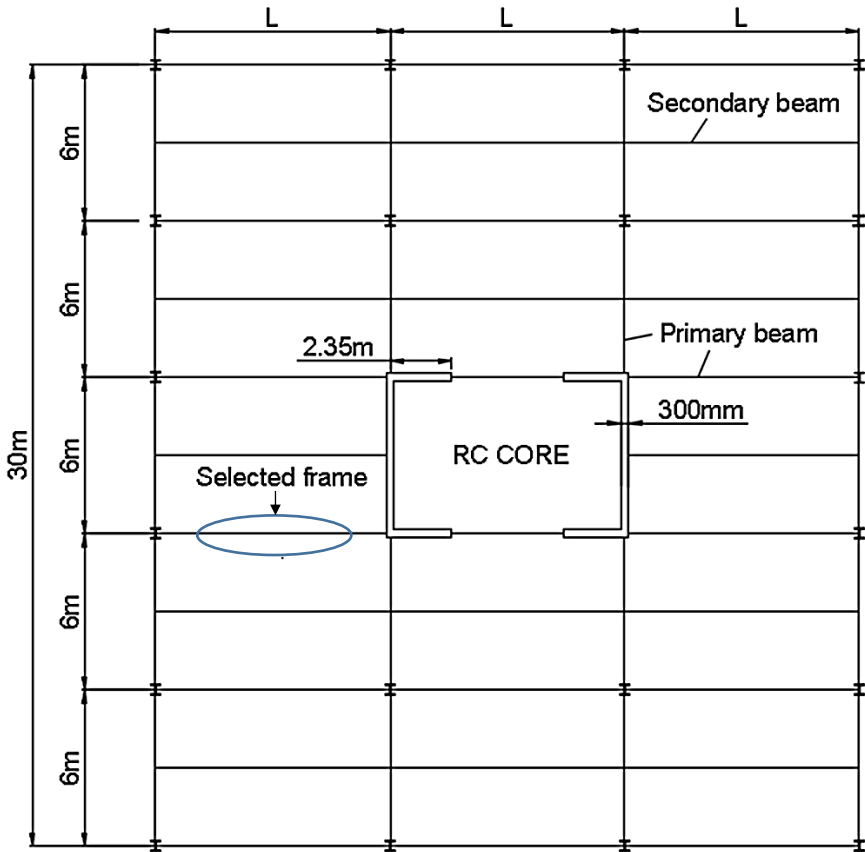 L
L
L
Secondary beam
6m
6m
2.35m
Primary beam
300mm
30m
6m
RC CORE
Selected frame
6m
6m